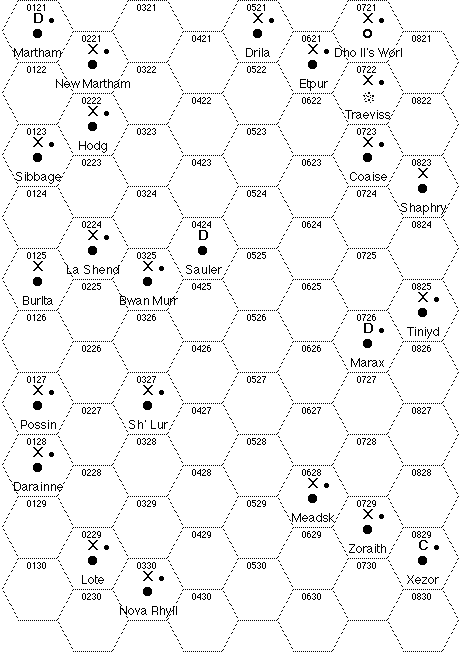 0121 0321 0521 0721
D X X
0221 0421 0621 0821
Martham X Drila X Dho II's Worl
0122 0322 0522 0722
New Martham Etpur X
0222 0422 0622 0822
X Traeviss
0123 0323 0523 0723
X Hodg X
0223 0423 0623 0823
Sibbage Coaise X
0124 0324 0524 0724
Shaphry
0224 0424 0624 0824
X D
0125 0325 0525 0725
X La Shend X Sauler
0225 0425 0625 0825
Burita Bwan Murr X
0126 0326 0526 0726
D Tiniyd
0226 0426 0626 0826
Marax
0127 0327 0527 0727
X X
0227 0427 0627 0827
Possin Sh' Lur
0128 0328 0528 0728
X
0228 0428 0628 0828
Darainne X
0129 0329 0529 0729
Meadsk X
0229 0429 0629 0829
X Zoraith C
0130 0330 0530 0730
Lote X Xezor
0230 0430 0630 0830
Nova Rhyll